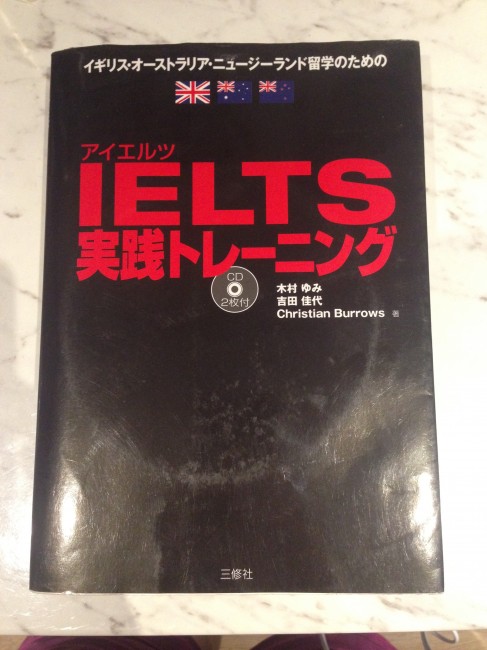 イギリス・オーストラリア・ニュージーランド留学のための
アイエルツ
IELTS
実践トレーニング
CD
2枚付
木村 ゆみ
吉田 佳代
Christian Burrows 著
三修社